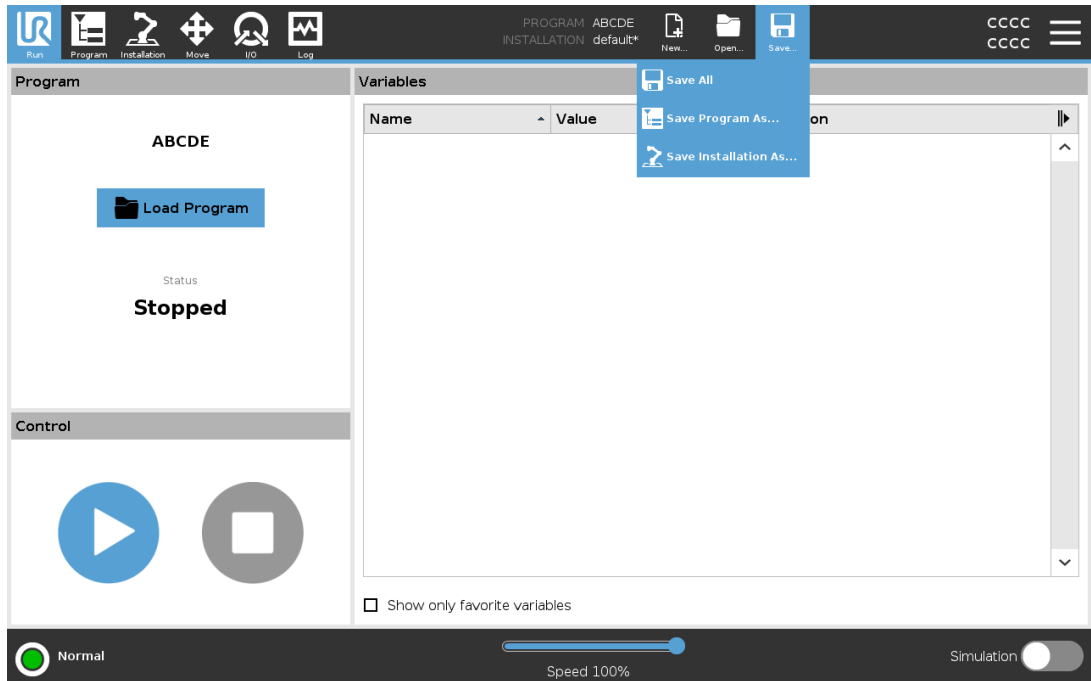 PROGRAM ABCDE
INSTALLATION default*
UR
Run
Program
Installation
Move
I/O
Log
New...
Open...
Save...
CCCC
CCCC
Program
Variables
Save All
Save Program As...
Save Installation As...
Name
Value
on
ABCDE
Load Program
Status
Stopped
Control
Show only favorite variables
Normal
Speed 100%
Simulation